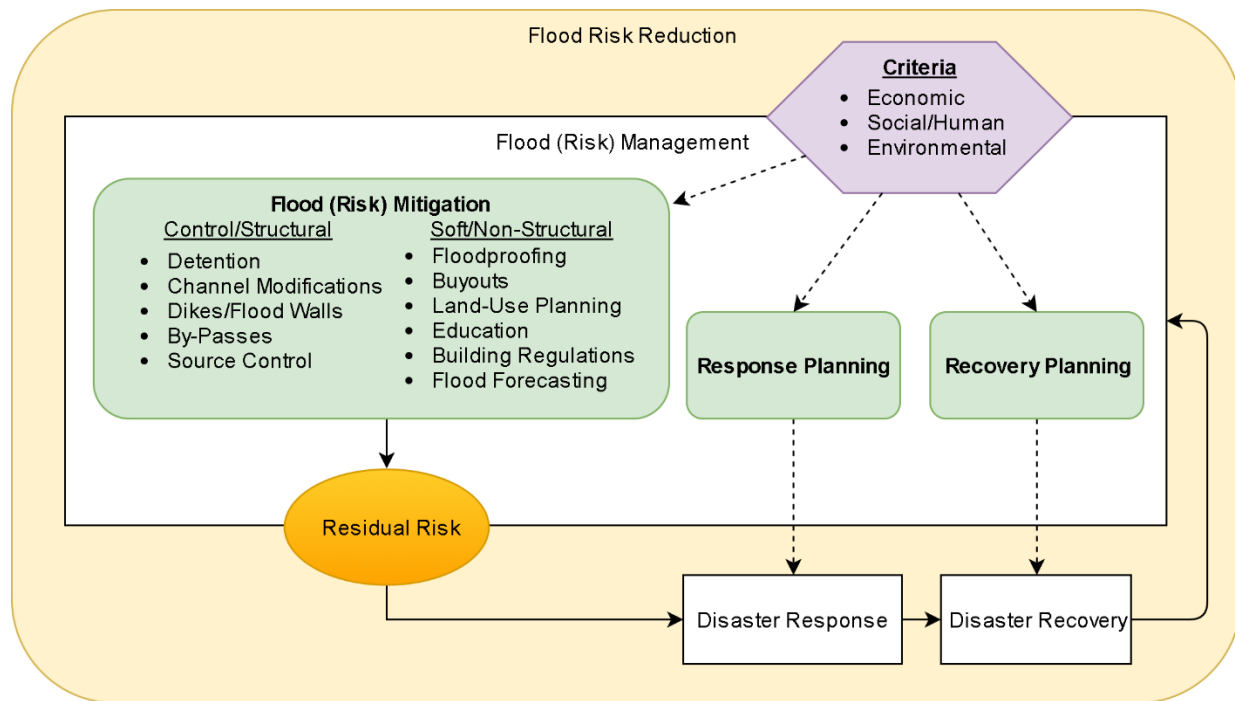 Flood Risk Reduction
Criteria
• Economic
• Social/Human
• Environmental
Flood (Risk) Management
Flood (Risk) Mitigation
Control/Structural
• Detention
• Channel Modifications
• Dikes/Flood Walls
• By-Passes
• Source Control
Soft/Non-Structural
• Floodproofing
• Buyouts
• Land-Use Planning
• Education
• Building Regulations
• Flood Forecasting
Response Planning
Recovery Planning
Residual Risk
Disaster Response
Disaster Recovery